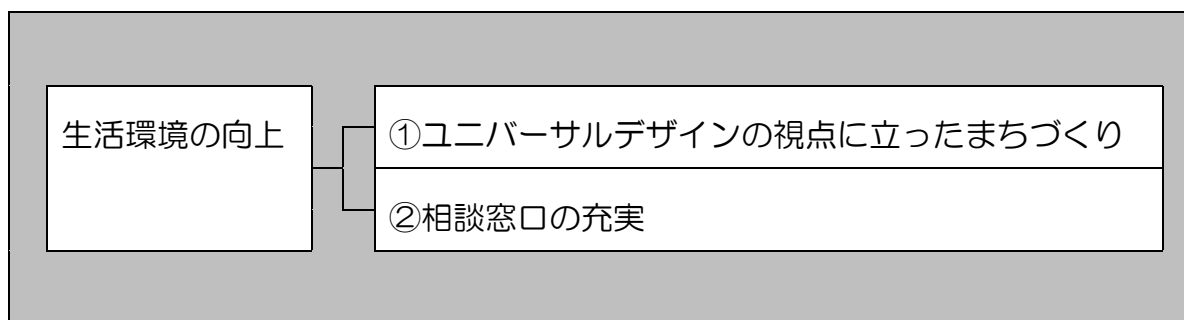 生活環境の向上
①ユニバーサルデザインの視点に立ったまちづくり
②相談窓口の充実